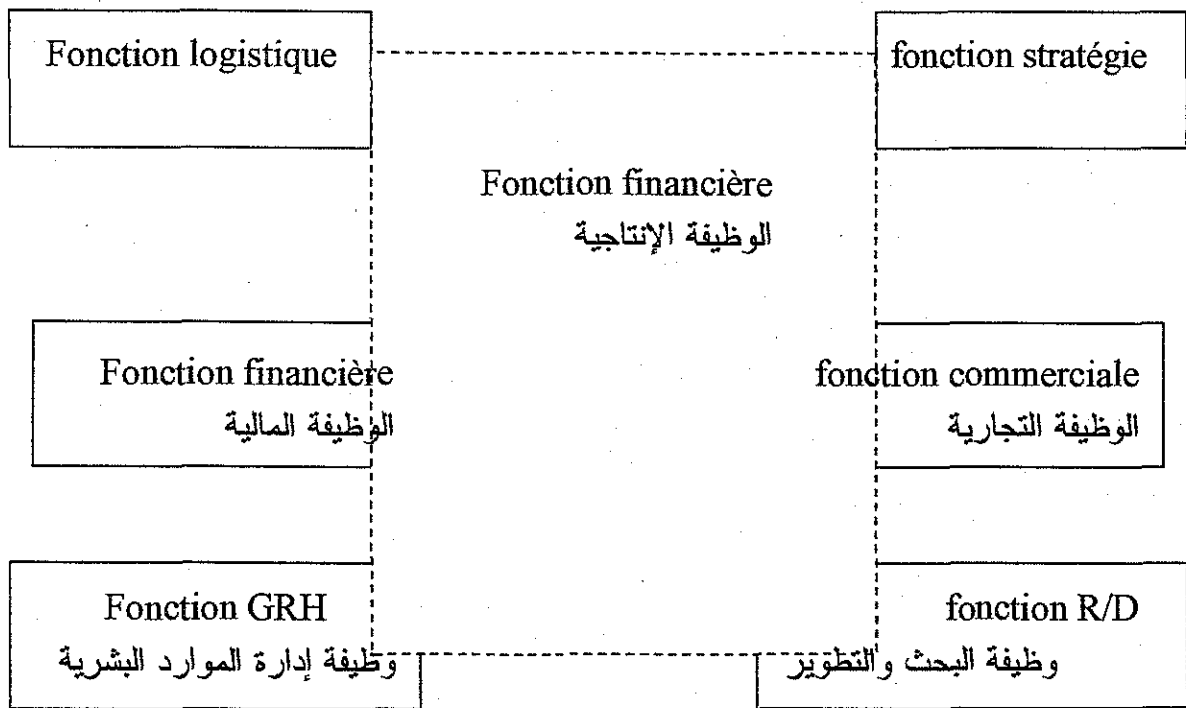 Fonction logistique
fonction stratégie
Fonction financière
الوظيفة الإنتاجية
Fonction financière
الوظيفة المالية
fonction commerciale
الوظيفة التجارية
Fonction GRH
وظيفة إدارة الموارد البشرية
fonction R/D
وظيفة البحث والتطوير